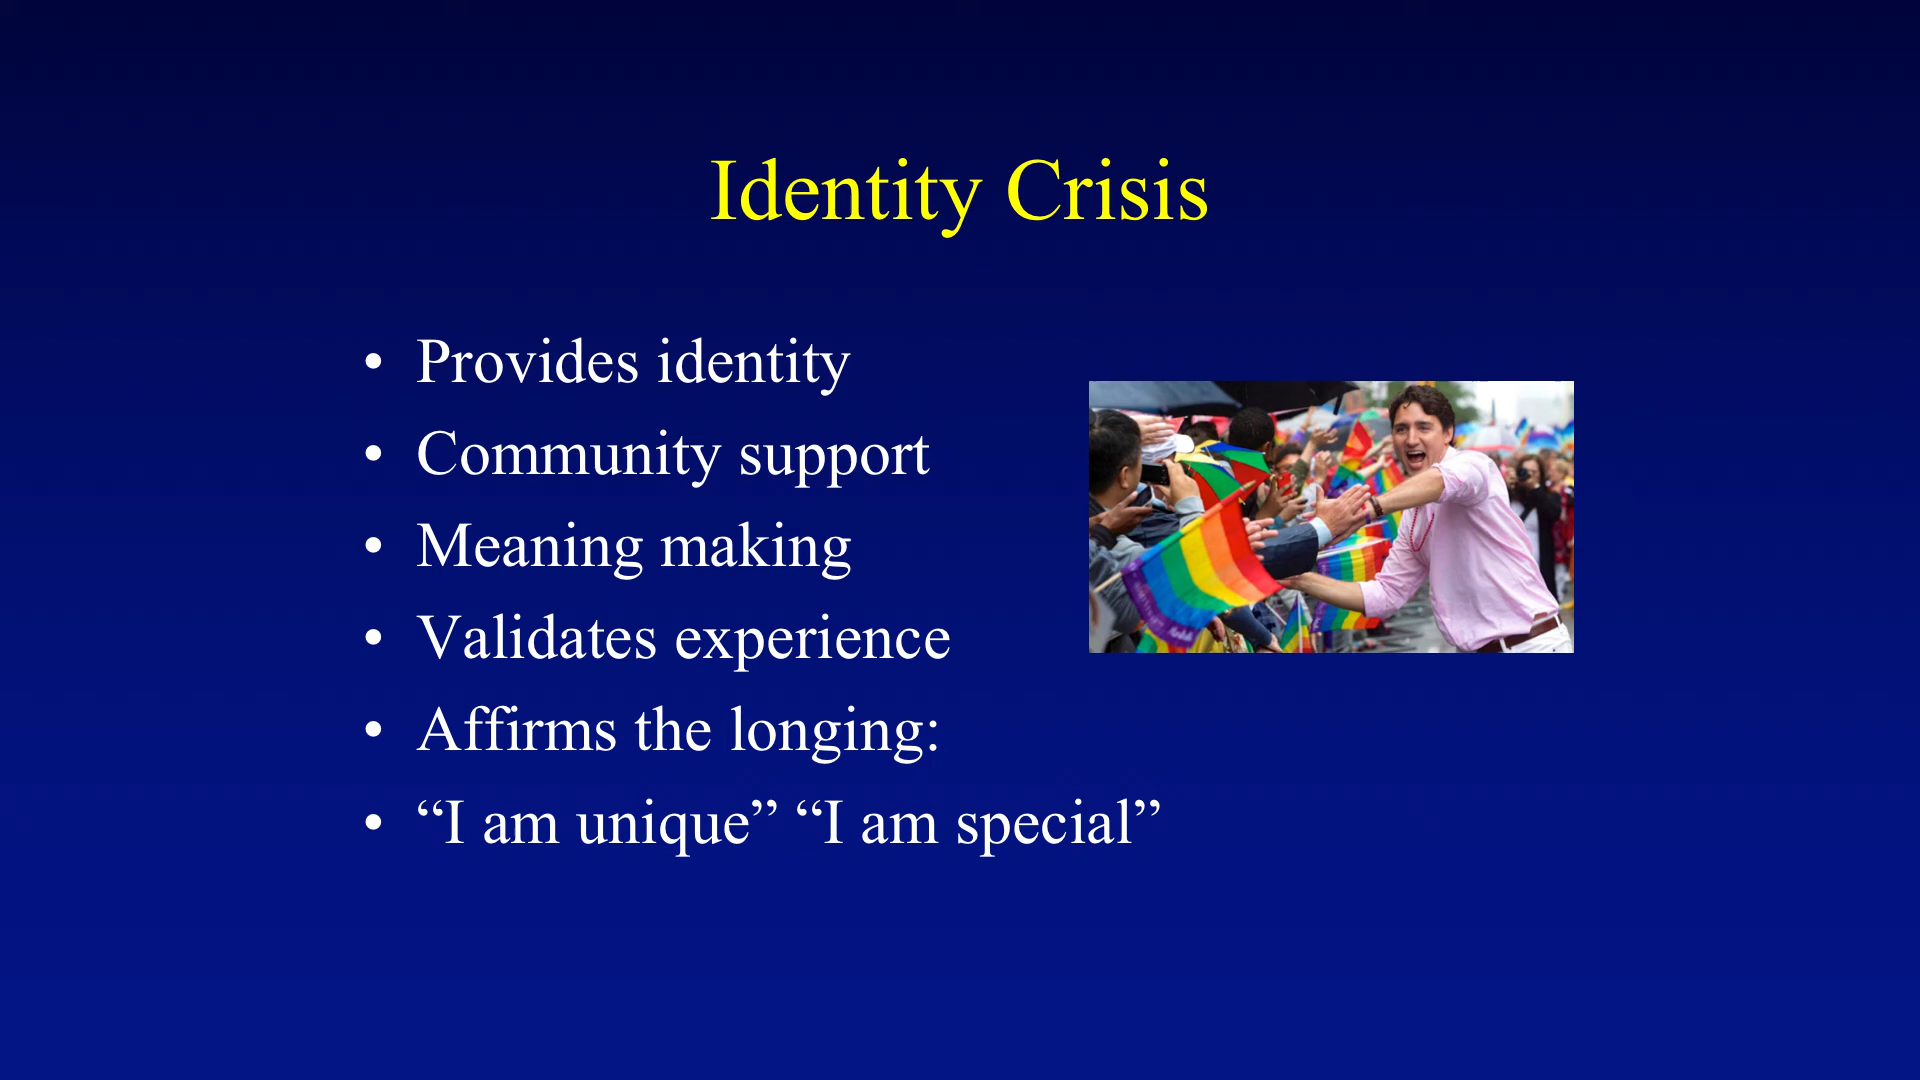 Identity Crisis
• Provides identity
• Community support
• Meaning making
• Validates experience
• Affirms the longing:
• “I am unique” “I am special”